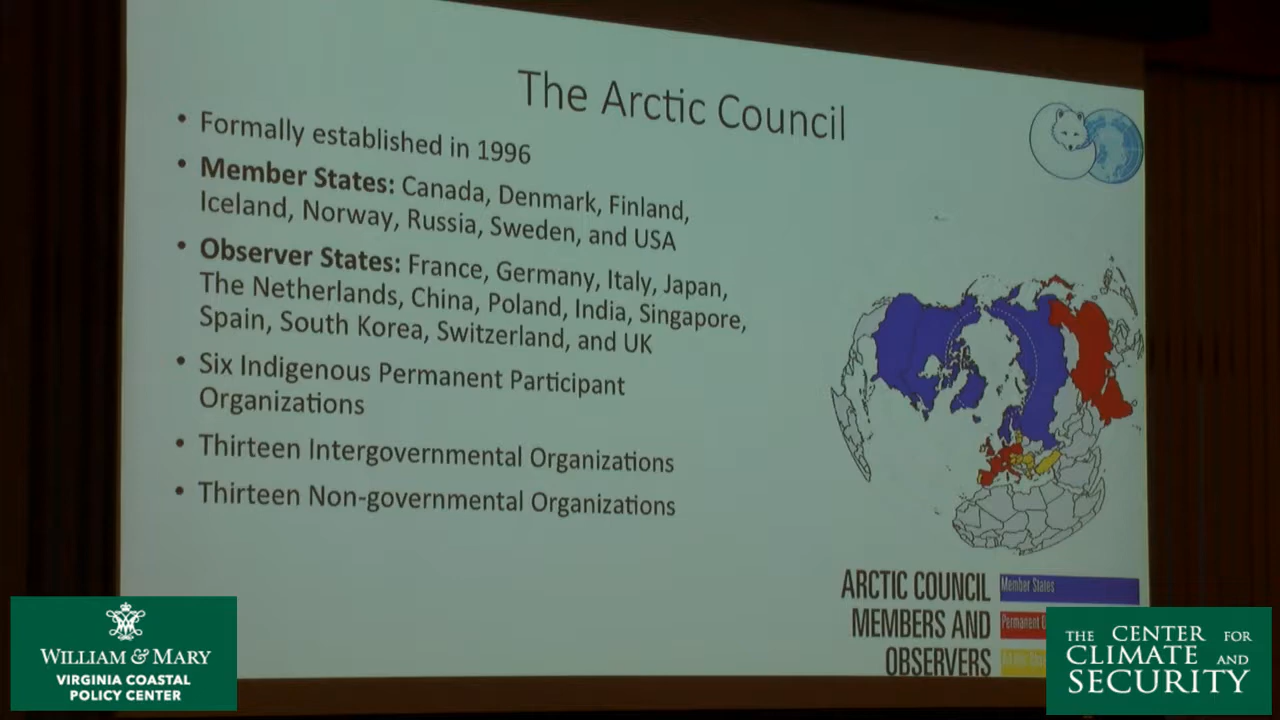 The Arctic Council
• Formally established in 1996
• Member States: Canada, Denmark, Finland,
Iceland, Norway, Russia, Sweden, and USA
• Observer States: France, Germany, Italy, Japan,
The Netherlands, China, Poland, India, Singapore,
Spain, South Korea, Switzerland, and UK
• Six Indigenous Permanent Participant
Organizations
• Thirteen Intergovernmental Organizations
• Thirteen Non-governmental Organizations
ARCTIC COUNCIL
MEMBERS AND
OBSERVERS
Member States
Permanent
WILLIAM & MARY
VIRGINIA COASTAL
POLICY CENTER
THE CENTER FOR
CLIMATE AND
SECURITY